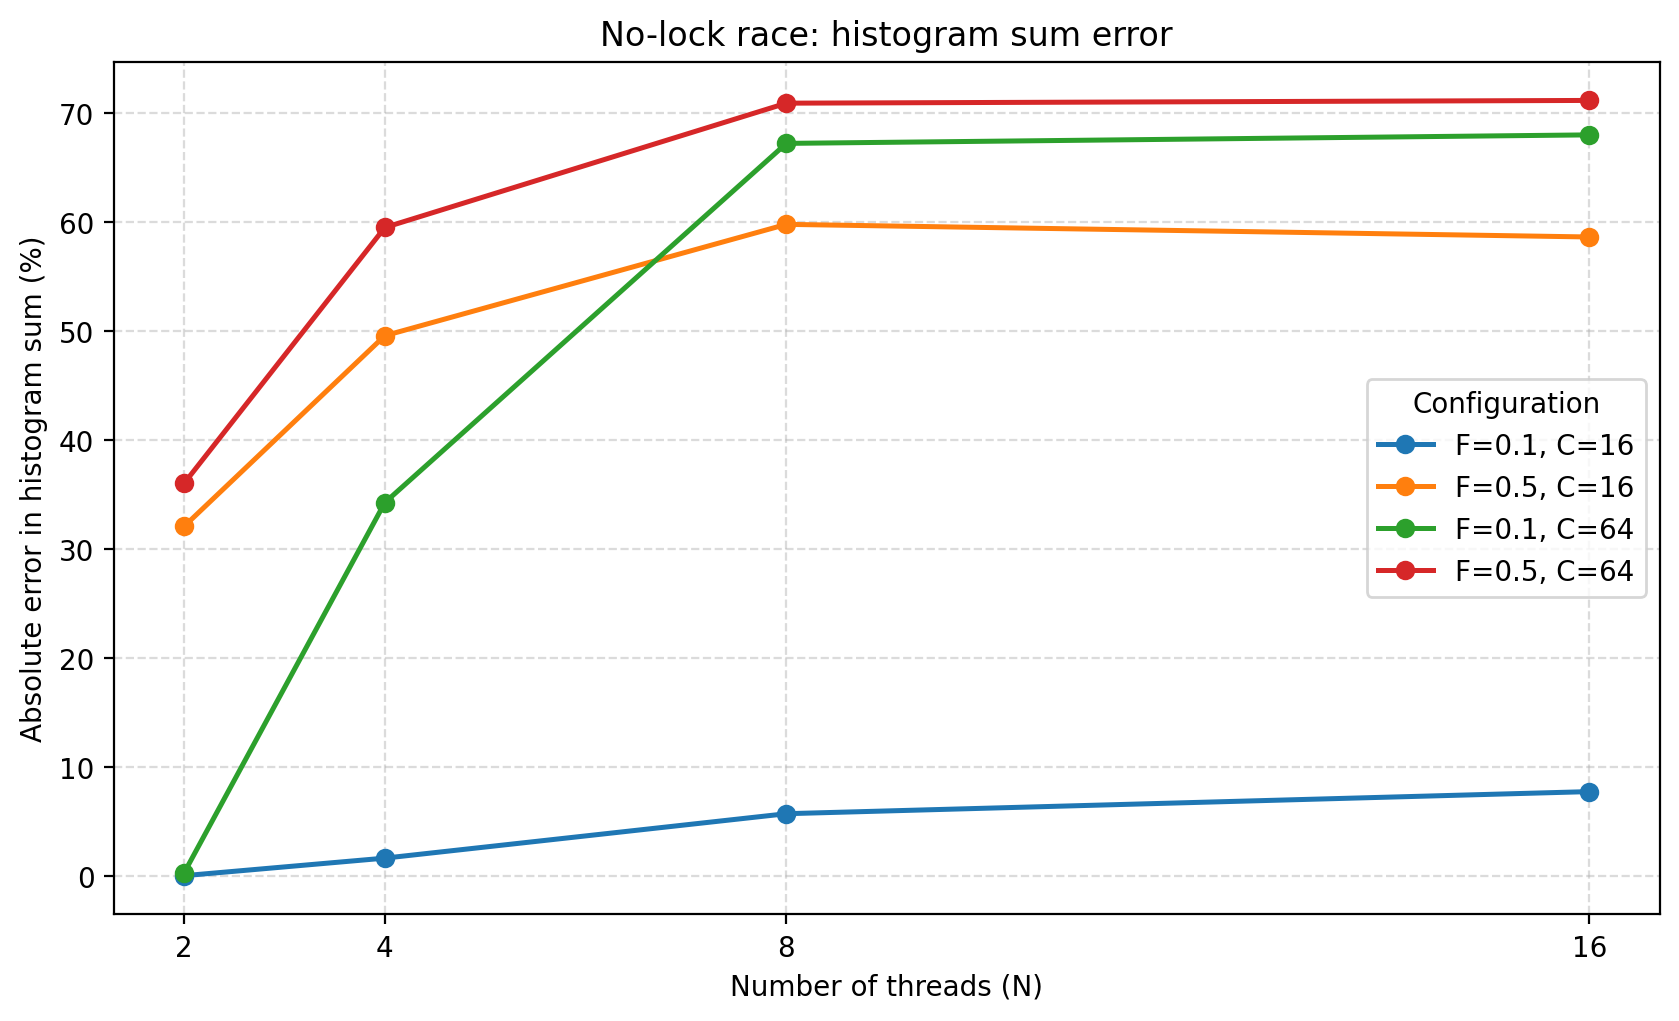 No-lock race: histogram sum error
Absolute error in histogram sum (%)
70
60
50
40
30
20
10
0
2 4 8 16
Number of threads (N)
Configuration
F=0.1, C=16
F=0.5, C=16
F=0.1, C=64
F=0.5, C=64